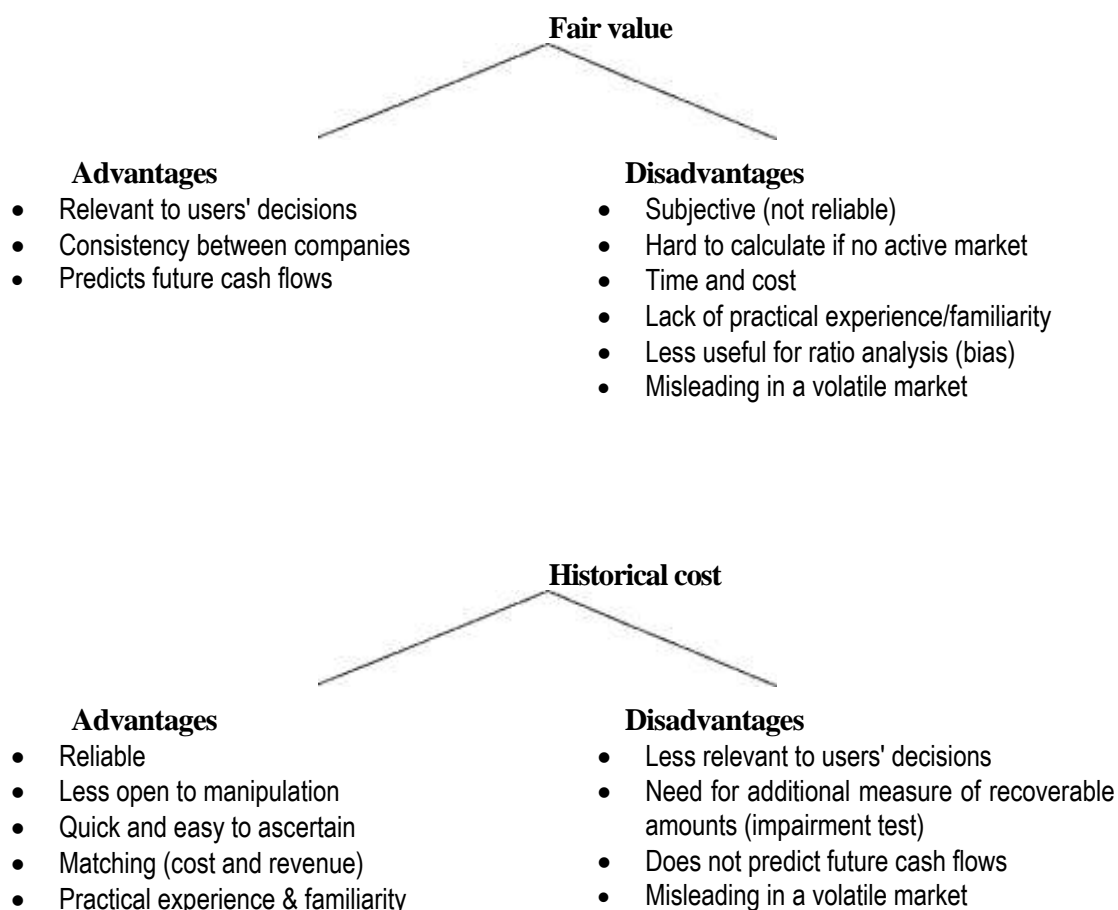 Fair value
Advantages
• Relevant to users' decisions
• Consistency between companies
• Predicts future cash flows
Disadvantages
• Subjective (not reliable)
• Hard to calculate if no active market
• Time and cost
• Lack of practical experience/familiarity
• Less useful for ratio analysis (bias)
• Misleading in a volatile market
Historical cost
Advantages
• Reliable
• Less open to manipulation
• Quick and easy to ascertain
• Matching (cost and revenue)
• Practical experience & familiarity
Disadvantages
• Less relevant to users' decisions
• Need for additional measure of recoverable
amounts (impairment test)
• Does not predict future cash flows
• Misleading in a volatile market